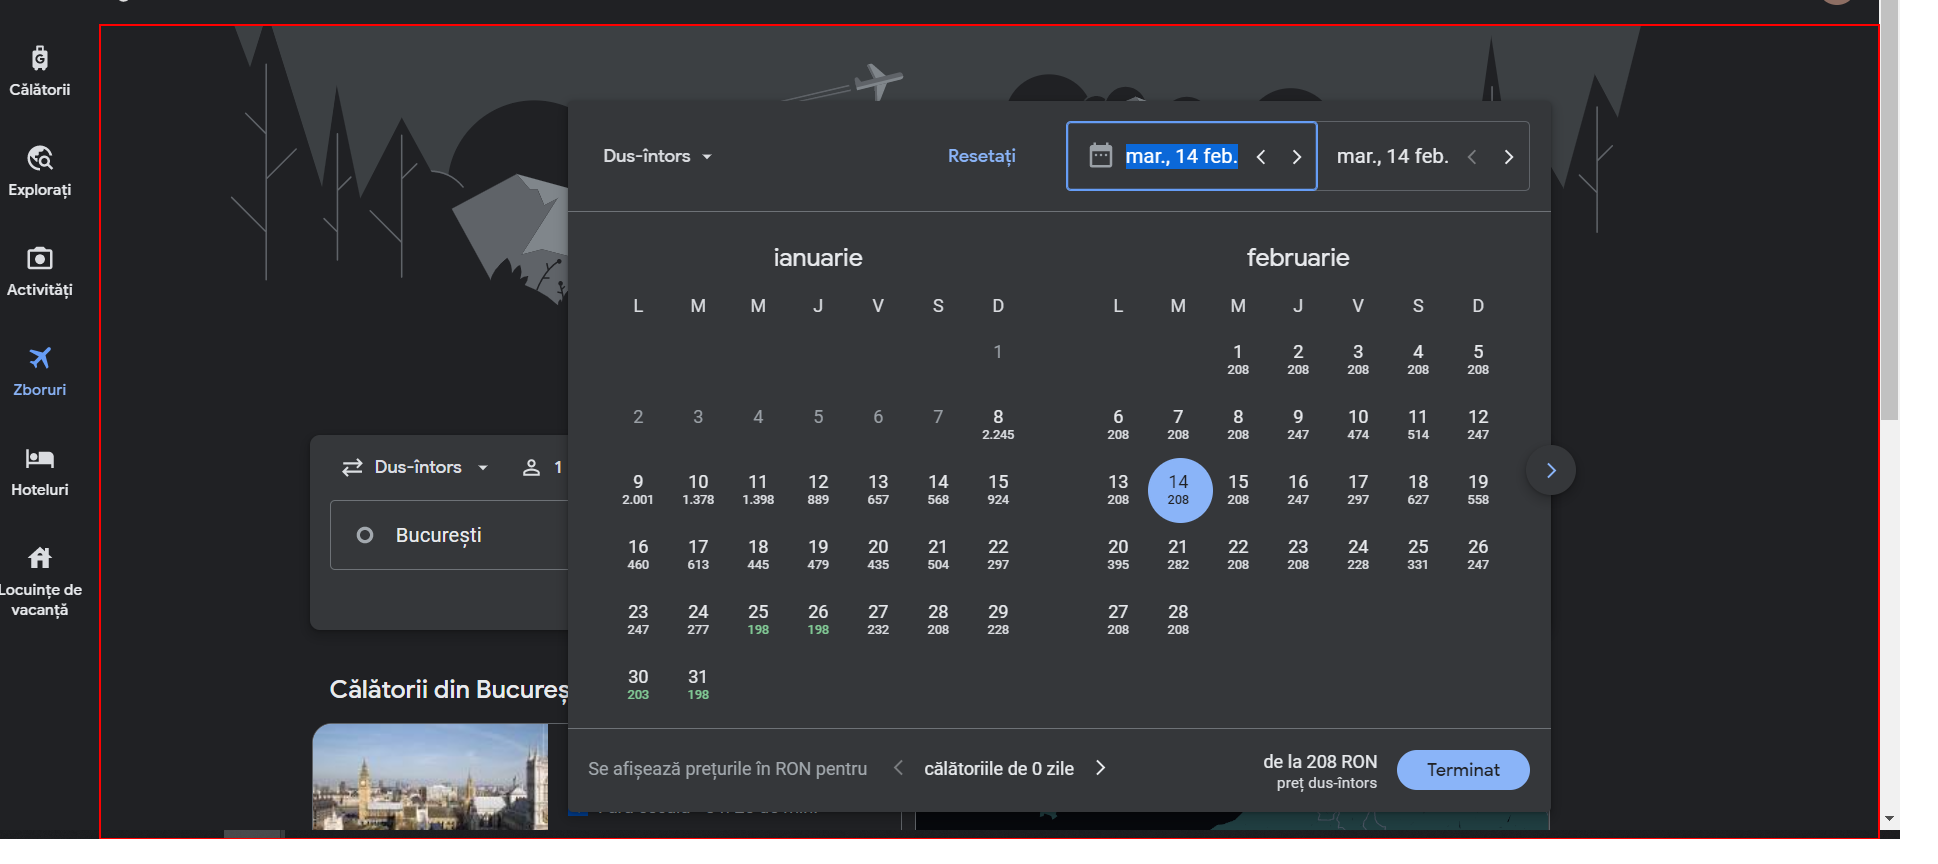 Călătorii
Explorați
Activități
Zboruri
Hoteluri
Locuințe de
vacanță
Dus-întors
Resetați
mar., 14 feb.
mar., 14 feb.
ianuarie
L M M J V S D
1
2 3 4 5 6 7 8
2.245
9 10 11 12 13 14 15
2.001 1.378 1.398 889 657 568 924
16 17 18 19 20 21 22
460 613 445 479 435 504 297
23 24 25 26 27 28 29
247 277 198 198 232 208 228
30 31
203 198
februarie
L M M J V S D
1 2 3 4 5
208 208 208 208 208
6 7 8 9 10 11 12
208 208 208 247 474 514 247
13 14 15 16 17 18 19
208 208 208 247 297 627 558
20 21 22 23 24 25 26
395 282 208 208 228 331 247
27 28
208 208
Se afișează prețurile în RON pentru
călătoriile de 0 zile
de la 208 RON
preț dus-întors
Terminat
Dus-întors
1
București
Călătorii din Bucureș